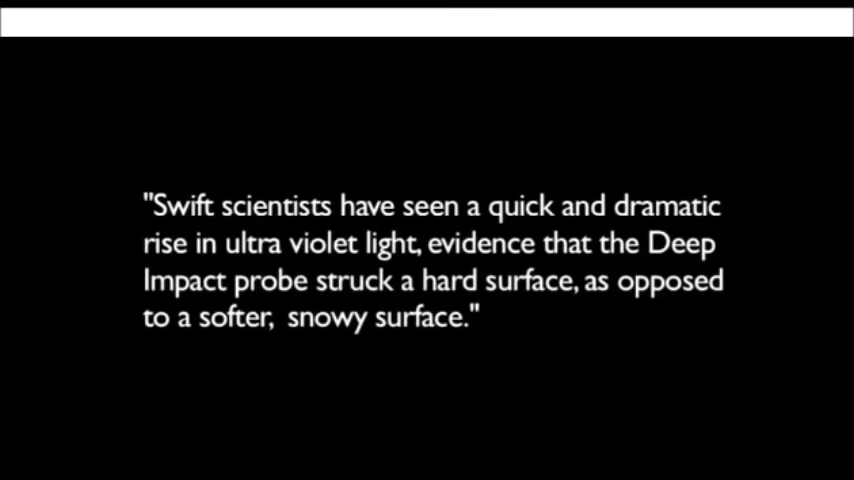 "Swift scientists have seen a quick and dramatic
rise in ultra violet light, evidence that the Deep
Impact probe struck a hard surface, as opposed
to a softer,  snowy surface."